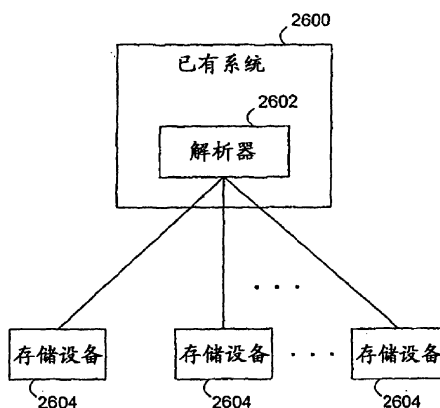 2600
已有系统
2602
解析器
. . .
存储设备 存储设备 . . . 存储设备
2604 2604 2604